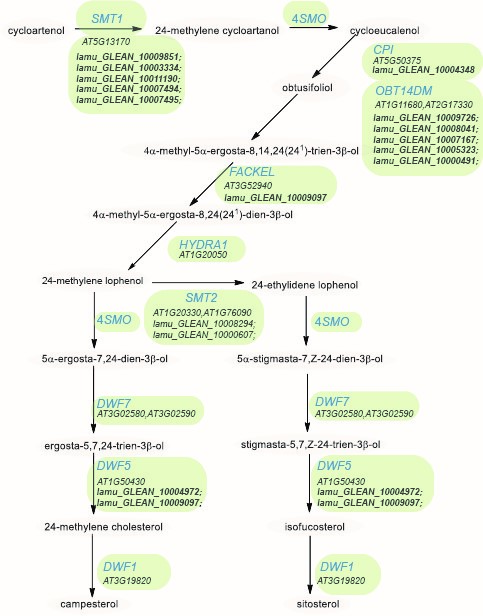 SMT1
4SMO
cycloartenol
24-methylene cycloartanol
cycloeucalenol
AT5G13170
lamu_GLEAN_10009851;
lamu_GLEAN_10003334;
lamu_GLEAN_10011190;
lamu_GLEAN_10007494;
lamu_GLEAN_10007495;
CPI
AT5G50375
lamu_GLEAN_10004348
obtusifoliol
OBT14DM
AT1G11680,AT2G17330
lamu_GLEAN_10009726;
lamu_GLEAN_10008041;
lamu_GLEAN_10007167;
lamu_GLEAN_10005323;
lamu_GLEAN_10000491;
4α-methyl-5α-ergosta-8,14,24(24¹)-trien-3β-ol
FACKEL
AT3G52940
lamu_GLEAN_10009097
4α-methyl-5α-ergosta-8,24(24¹)-dien-3β-ol
HYDRA1
AT1G20050
24-methylene lophenol
24-ethylidene lophenol
SMT2
AT1G20330,AT1G76090
lamu_GLEAN_10008294;
lamu_GLEAN_10000607;
4SMO
4SMO
5α-ergosta-7,24-dien-3β-ol
5α-stigmasta-7,Z-24-dien-3β-ol
DWF7
AT3G02580,AT3G02590
DWF7
AT3G02580,AT3G02590
ergosta-5,7,24-trien-3β-ol
stigmasta-5,7,Z-24-trien-3β-ol
DWF5
AT1G50430
lamu_GLEAN_10004972;
lamu_GLEAN_10009097;
DWF5
AT1G50430
lamu_GLEAN_10004972;
lamu_GLEAN_10009097;
24-methylene cholesterol
isofucosterol
DWF1
AT3G19820
DWF1
AT3G19820
campesterol
sitosterol